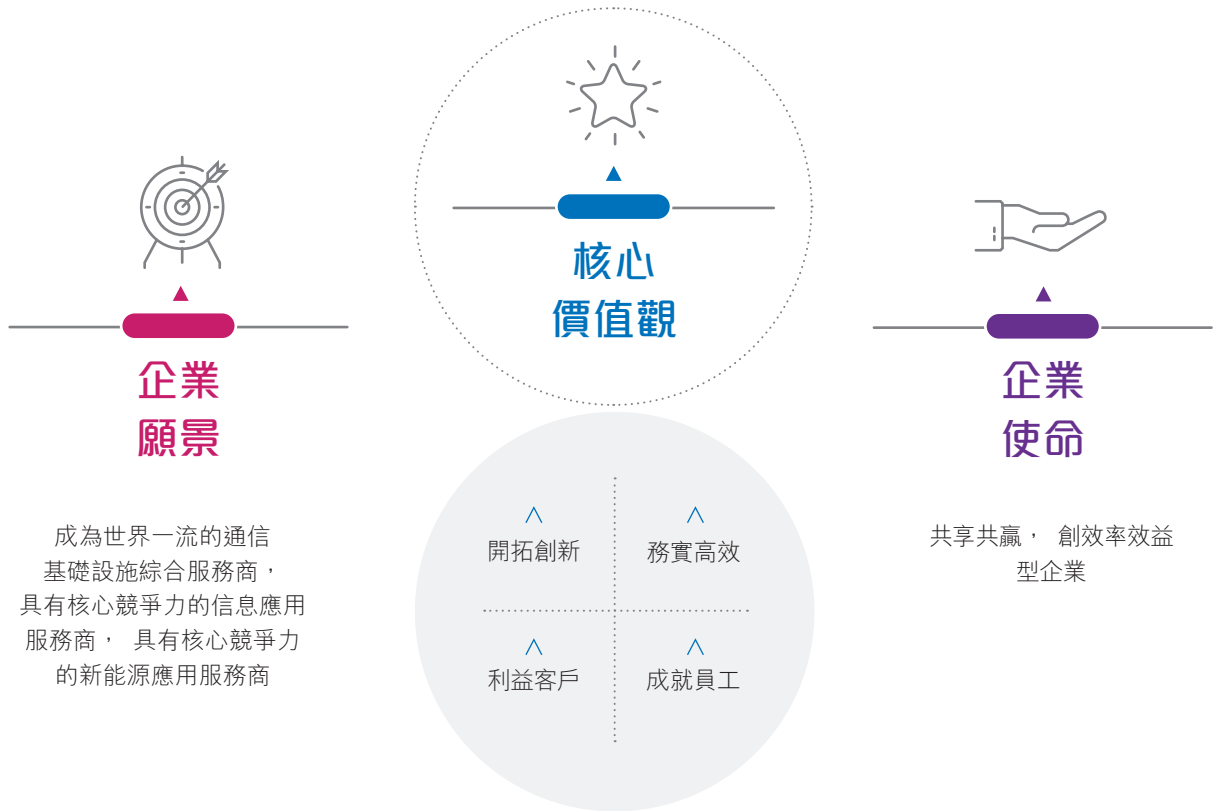 企業
願景
成為世界一流的通信
基礎設施綜合服務商，
具有核心競爭力的信息應用
服務商， 具有核心競爭力
的新能源應用服務商
核心
價值觀
開拓創新
務實高效
利益客戶
成就員工
企業
使命
共享共贏， 創效率效益
型企業